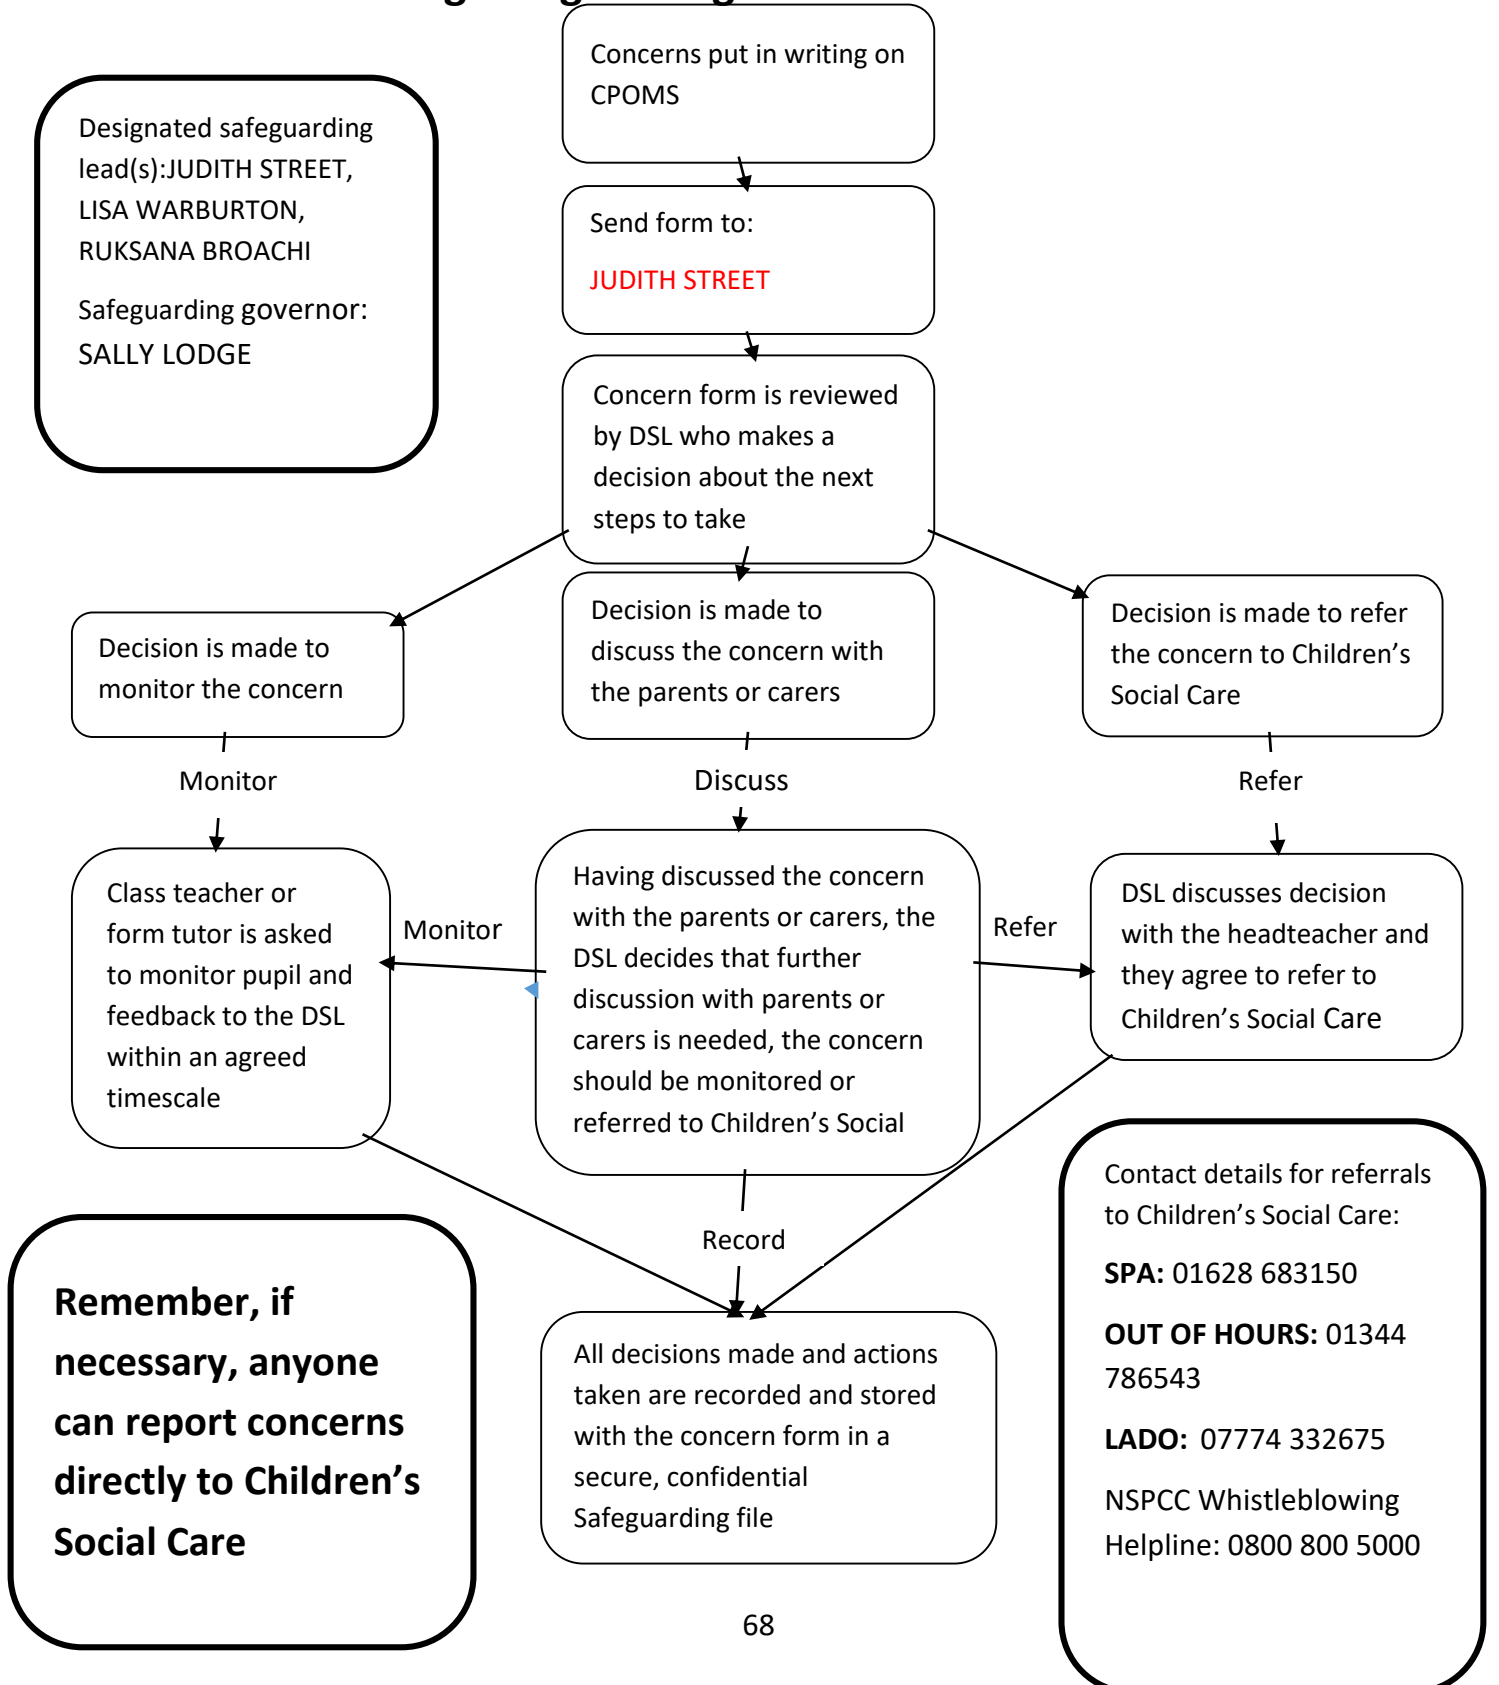 Concerns put in writing on
CPOMS
Designated safeguarding
lead(s):JUDITH STREET,
LISA WARBURTON,
RUKSANA BROACHI
Safeguarding governor:
SALLY LODGE
Send form to:
JUDITH STREET
Concern form is reviewed
by DSL who makes a
decision about the next
steps to take
Decision is made to
monitor the concern
Decision is made to
discuss the concern with
the parents or carers
Decision is made to refer
the concern to Children’s
Social Care
Monitor
Discuss
Refer
Class teacher or
form tutor is asked
to monitor pupil and
feedback to the DSL
within an agreed
timescale
Monitor
Having discussed the concern
with the parents or carers, the
DSL decides that further
discussion with parents or
carers is needed, the concern
should be monitored or
referred to Children’s Social
Refer
DSL discusses decision
with the headteacher and
they agree to refer to
Children’s Social Care
Record
Remember, if
necessary, anyone
can report concerns
directly to Children’s
Social Care
All decisions made and actions
taken are recorded and stored
with the concern form in a
secure, confidential
Safeguarding file
Contact details for referrals
to Children’s Social Care:
SPA: 01628 683150
OUT OF HOURS: 01344
786543
LADO: 07774 332675
NSPCC Whistleblowing
Helpline: 0800 800 5000
68